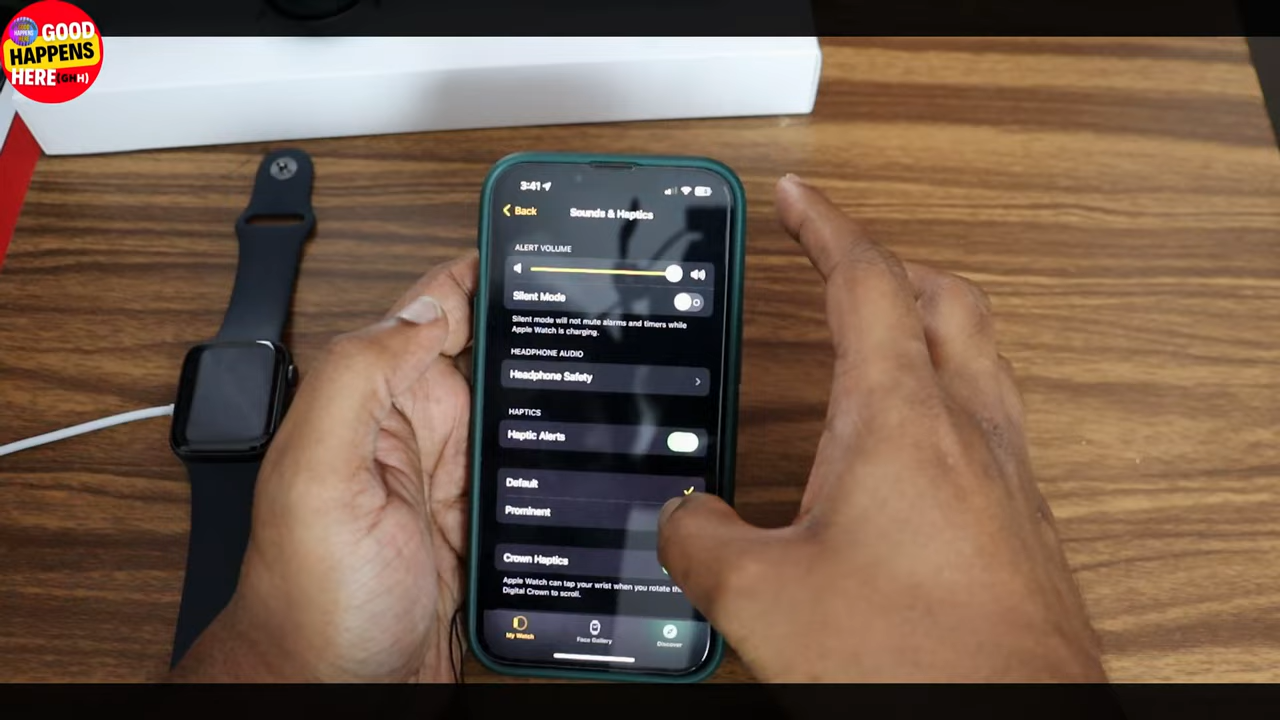 GOOD
HAPPENS
HERE(GHH)
3:41
Back
Sounds & Haptics
ALERT VOLUME
Silent Mode
Silent mode will not mute alarms and timers while
Apple Watch is charging.
HEADPHONE AUDIO
Headphone Safety
HAPTICS
Haptic Alerts
Default
Prominent
Crown Haptics
Apple Watch can tap your wrist when you rotate the
Digital Crown to scroll.
My Watch
Face Gallery
Discover